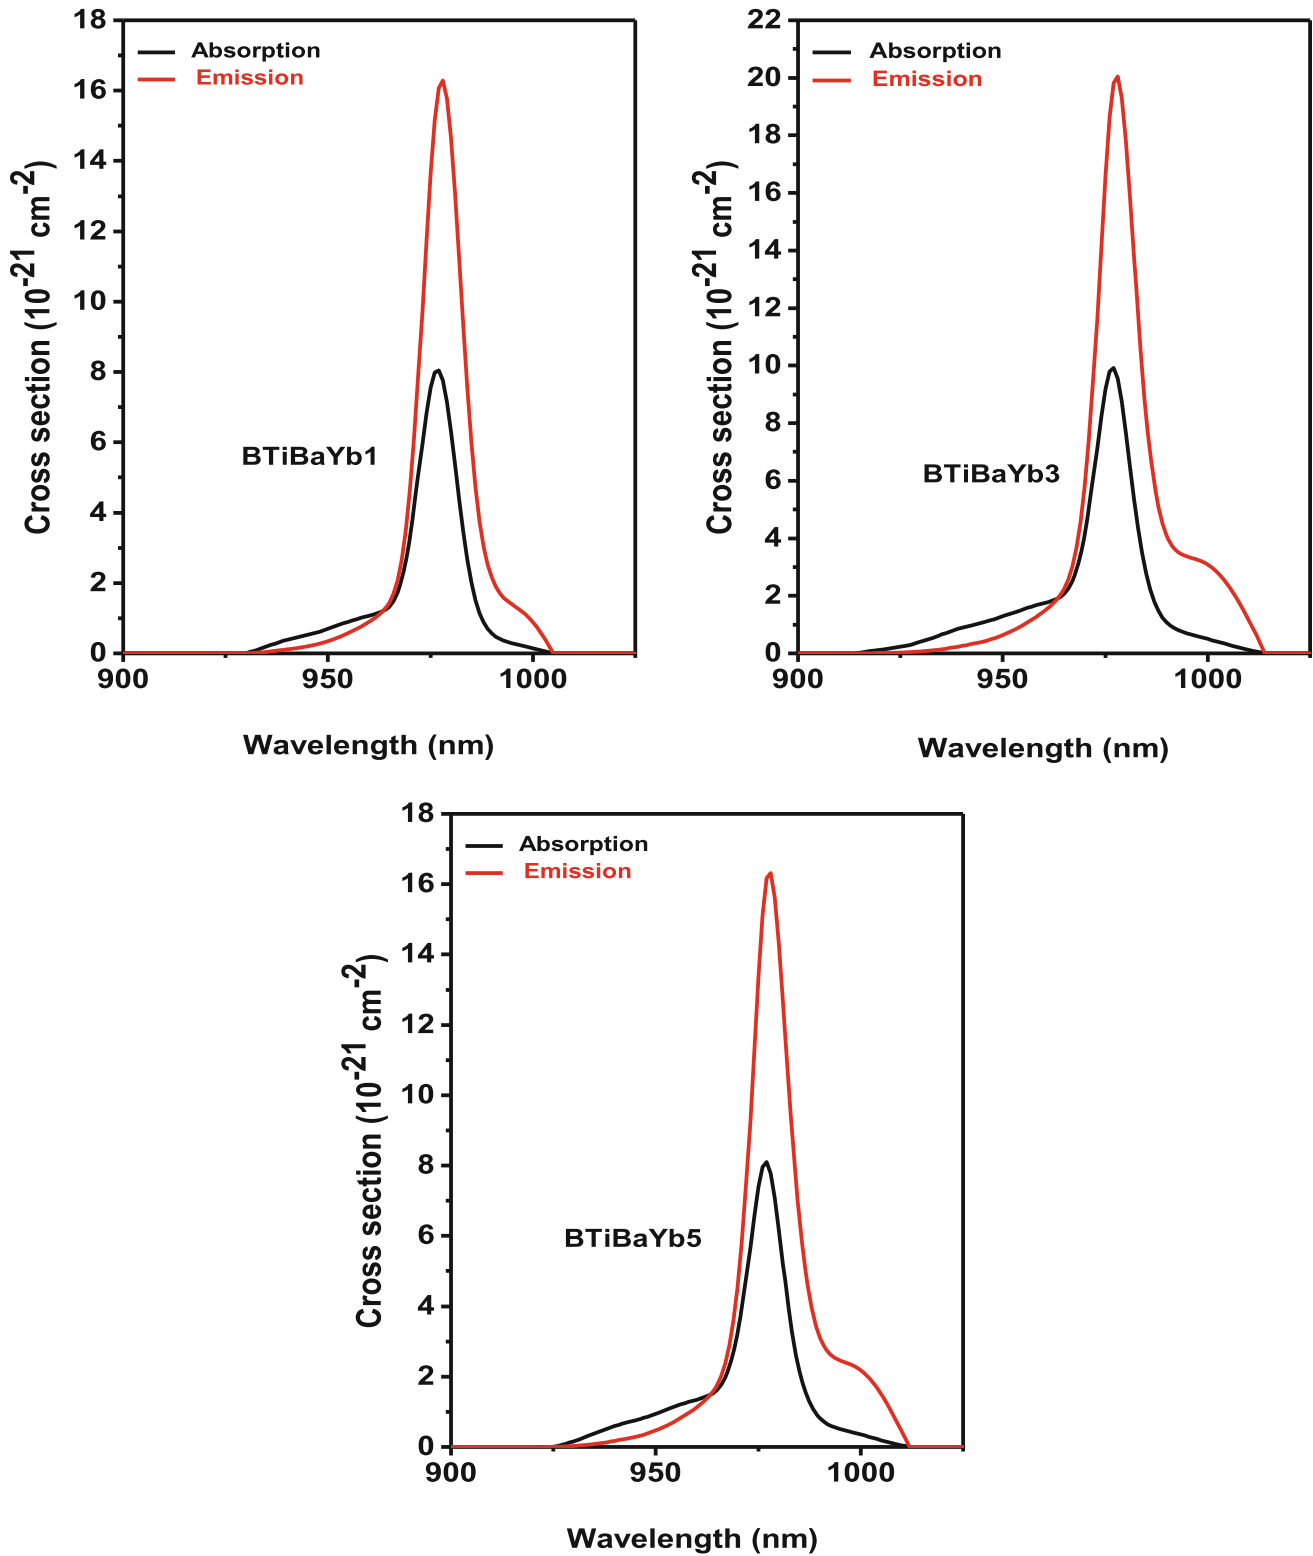 18
16
14
12
10
8
6
4
2
0
900
950
1000
Absorption
Emission
BTiBaYb1
Cross section (10-21 cm-2)
Wavelength (nm)
22
20
18
16
14
12
10
8
6
4
2
0
900
950
1000
Absorption
Emission
BTiBaYb3
Cross section (10-21 cm-2)
Wavelength (nm)
18
16
14
12
10
8
6
4
2
0
900
950
1000
Absorption
Emission
BTiBaYb5
Cross section (10-21 cm-2)
Wavelength (nm)